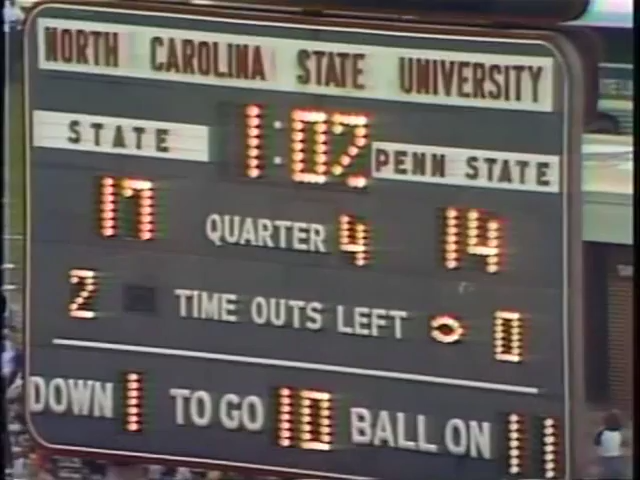 NORTH CAROLINA STATE UNIVERSITY
STATE 1:02 PENN STATE
17 QUARTER 4 14
2 TIME OUTS LEFT 0
DOWN 1 TO GO 10 BALL ON 11